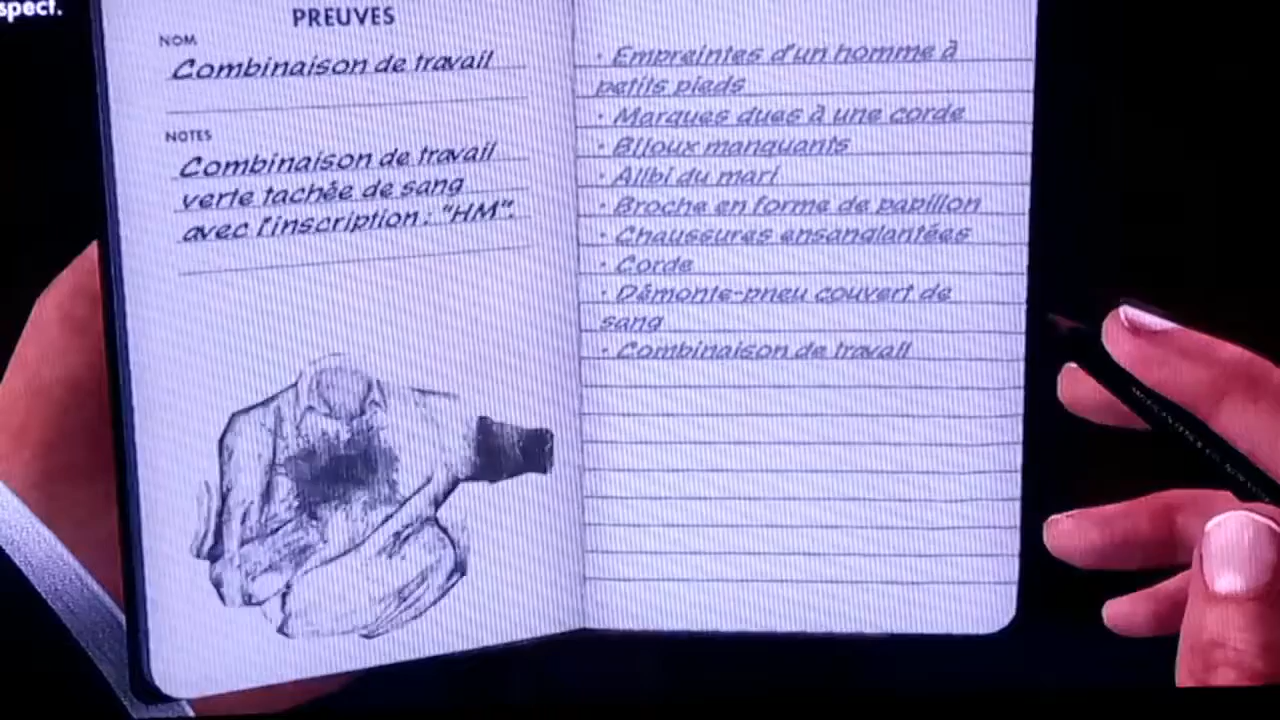 spect.
PREUVES
NOM
Combinaison de travail
NOTES
Combinaison de travail
verte tachée de sang
avec l'inscription : "HM".
· Empreintes d'un homme à
petits pieds
· Marques dues à une corde
· Bijoux manquants
· Alibi du mari
· Broche en forme de papillon
· Chaussures ensanglantées
· Corde
· Démonte-pneu couvert de
sang
· Combinaison de travail